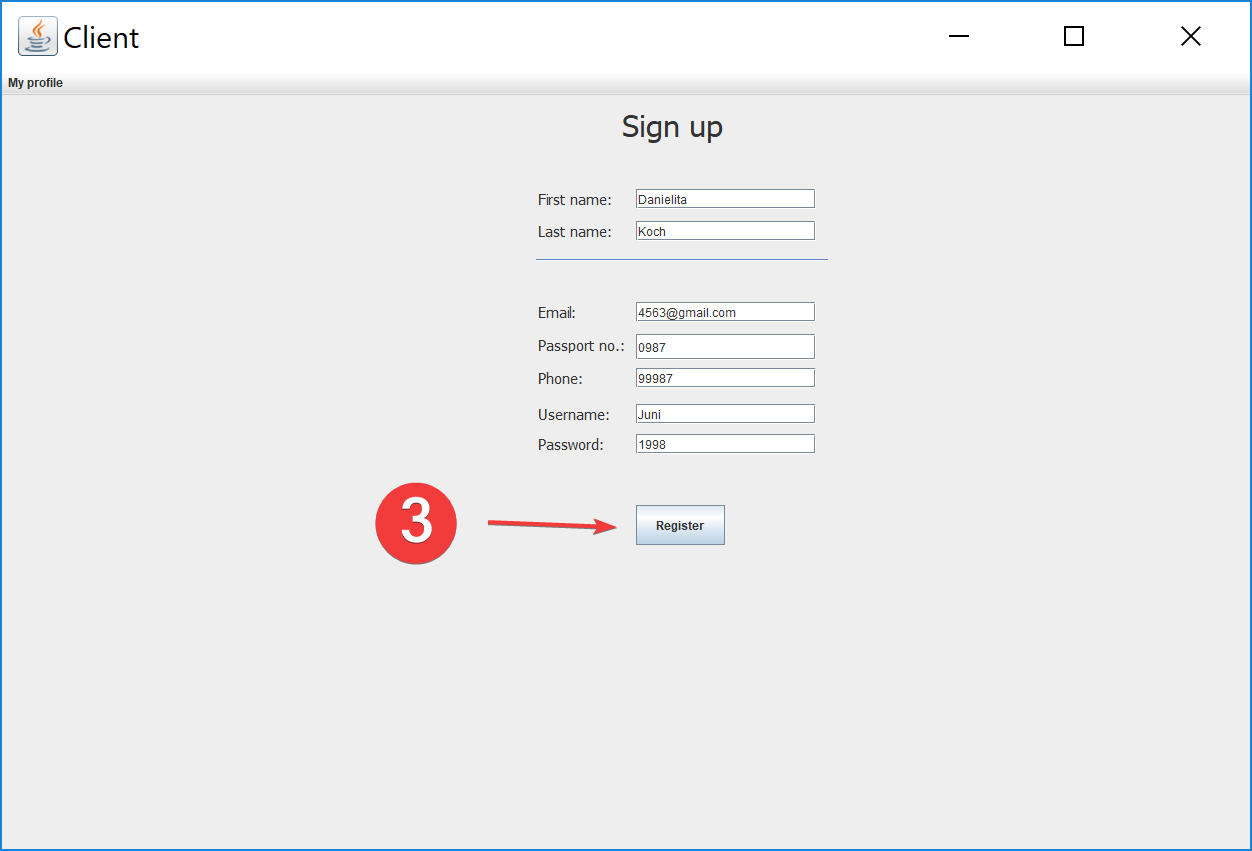 Client
My profile
Sign up
First name: Danielita
Last name: Koch
Email: 4563@gmail.com
Passport no.: 0987
Phone: 99987
Username: Juni
Password: 1998
3
Register